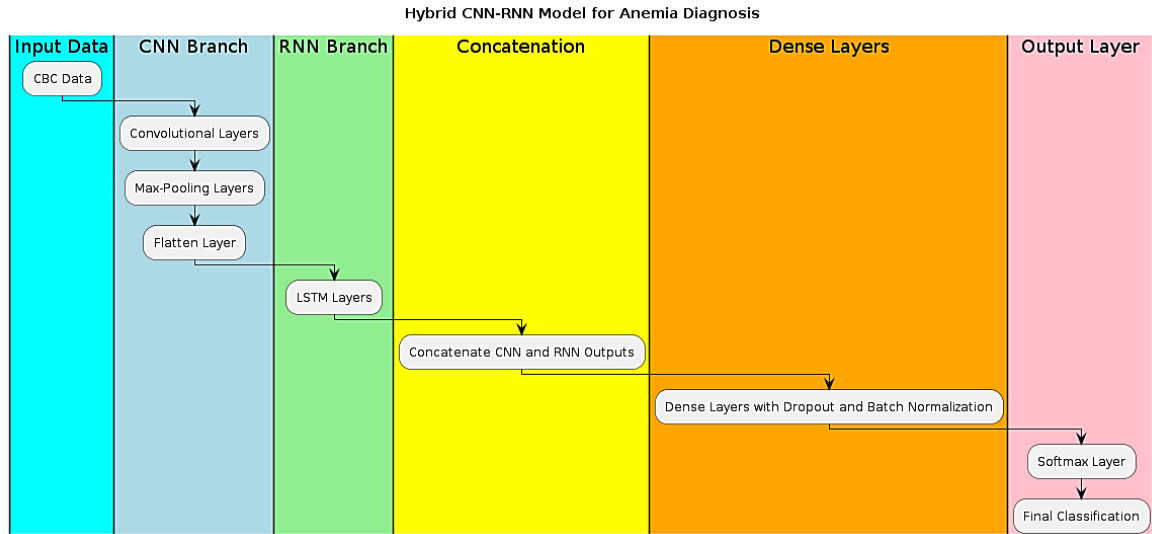 Hybrid CNN-RNN Model for Anemia Diagnosis
Input Data
CNN Branch
RNN Branch
Concatenation
Dense Layers
Output Layer
CBC Data
Convolutional Layers
Max-Pooling Layers
Flatten Layer
LSTM Layers
Concatenate CNN and RNN Outputs
Dense Layers with Dropout and Batch Normalization
Softmax Layer
Final Classification